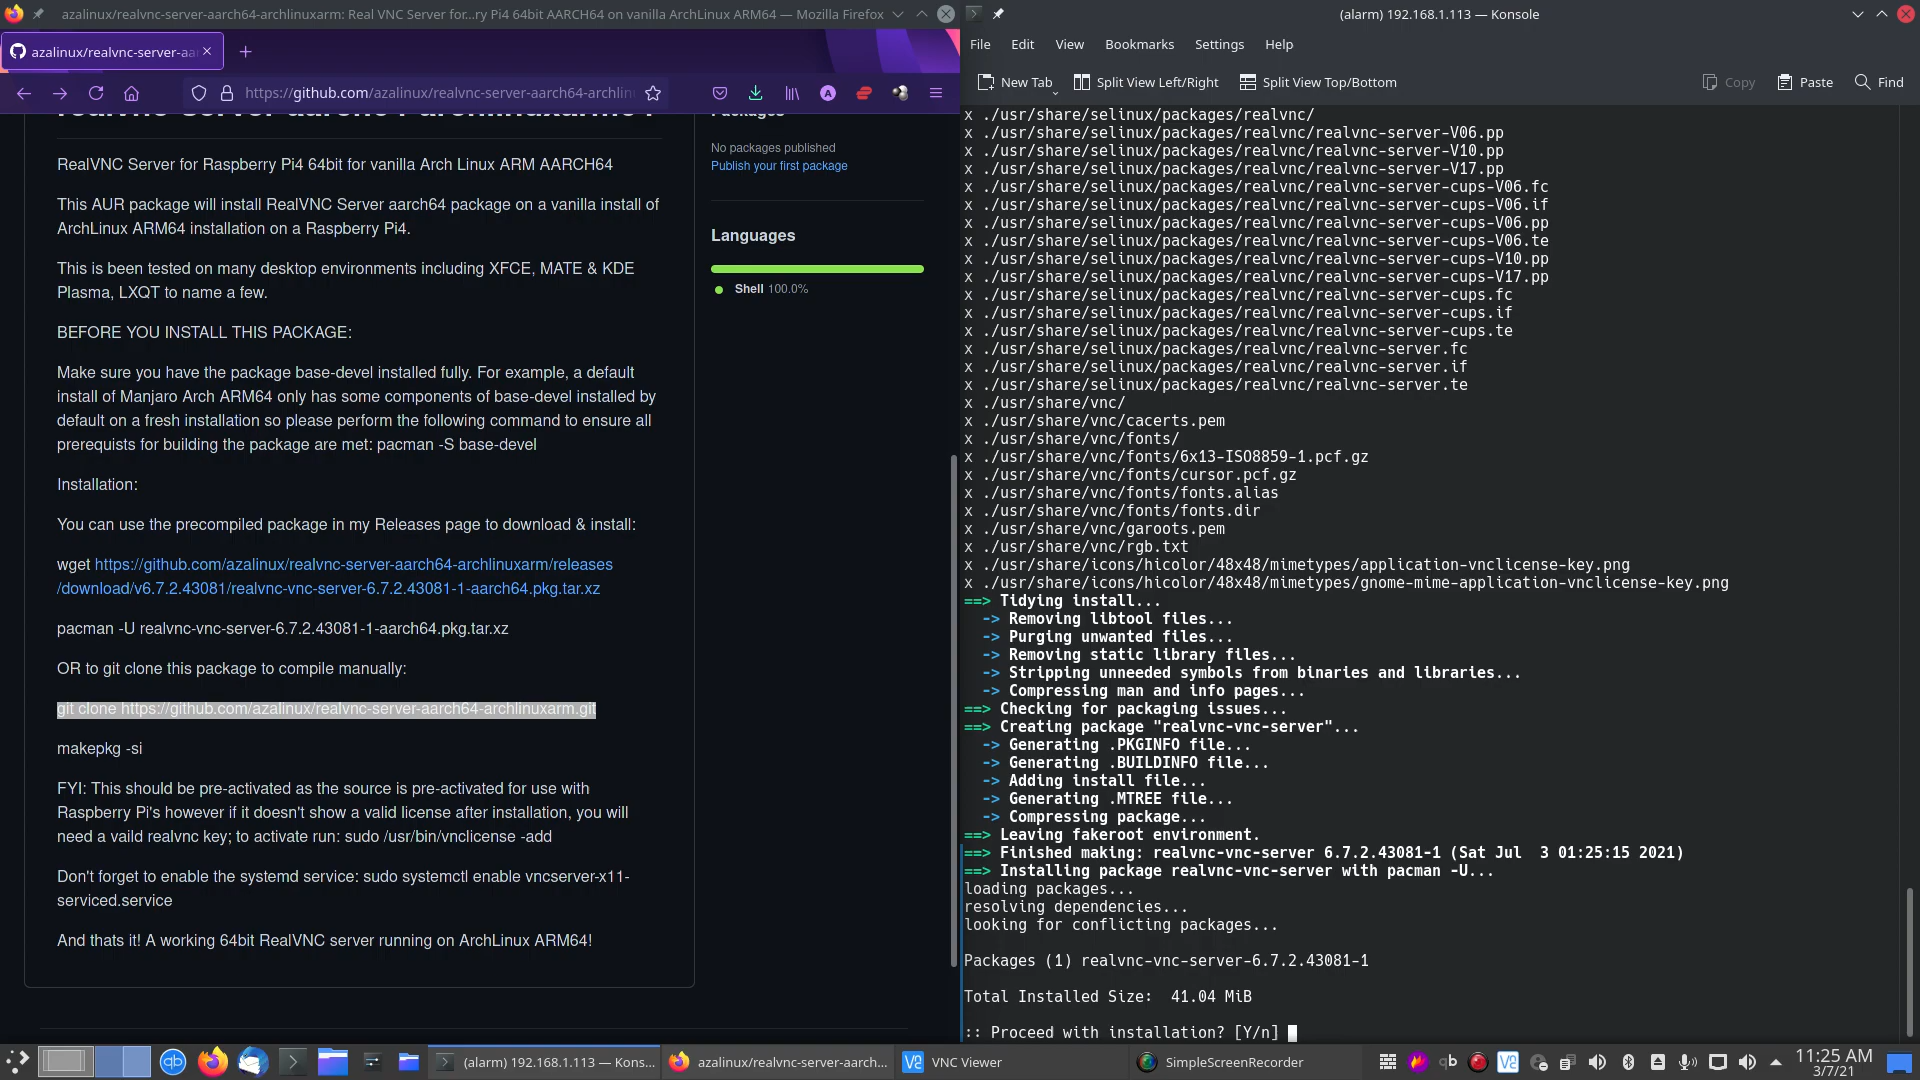 azalinux/realvnc-server-aarch64-archlinuxarm: Real VNC Server for...ry Pi4 64bit AARCH64 on vanilla ArchLinux ARM64 — Mozilla Firefox
azalinux/realvnc-server-aa
https://github.com/azalinux/realvnc-server-aarch64-archlin
RealVNC Server for Raspberry Pi4 64bit for vanilla Arch Linux ARM AARCH64
This AUR package will install RealVNC Server aarch64 package on a vanilla install of
ArchLinux ARM64 installation on a Raspberry Pi4.
This is been tested on many desktop environments including XFCE, MATE & KDE
Plasma, LXQT to name a few.
BEFORE YOU INSTALL THIS PACKAGE:
Make sure you have the package base-devel installed fully. For example, a default
install of Manjaro Arch ARM64 only has some components of base-devel installed by
default on a fresh installation so please perform the following command to ensure all
prerequists for building the package are met: pacman -S base-devel
Installation:
You can use the precompiled package in my Releases page to download & install:
wget https://github.com/azalinux/realvnc-server-aarch64-archlinuxarm/releases
/download/v6.7.2.43081/realvnc-vnc-server-6.7.2.43081-1-aarch64.pkg.tar.xz
pacman -U realvnc-vnc-server-6.7.2.43081-1-aarch64.pkg.tar.xz
OR to git clone this package to compile manually:
git clone https://github.com/azalinux/realvnc-server-aarch64-archlinuxarm.git
makepkg -si
FYI: This should be pre-activated as the source is pre-activated for use with
Raspberry Pi's however if it doesn't show a valid license after installation, you will
need a vaild realvnc key; to activate run: sudo /usr/bin/vnclicense -add
Don't forget to enable the systemd service: sudo systemctl enable vncserver-x11-
serviced.service
And thats it! A working 64bit RealVNC server running on ArchLinux ARM64!
Packages
No packages published
Publish your first package
Languages
Shell 100.0%
(alarm) 192.168.1.113 — Konsole
File Edit View Bookmarks Settings Help
New Tab Split View Left/Right Split View Top/Bottom Copy Paste Find
x ./usr/share/selinux/packages/realvnc/
x ./usr/share/selinux/packages/realvnc/realvnc-server-V06.pp
x ./usr/share/selinux/packages/realvnc/realvnc-server-V10.pp
x ./usr/share/selinux/packages/realvnc/realvnc-server-V17.pp
x ./usr/share/selinux/packages/realvnc/realvnc-server-cups-V06.fc
x ./usr/share/selinux/packages/realvnc/realvnc-server-cups-V06.if
x ./usr/share/selinux/packages/realvnc/realvnc-server-cups-V06.pp
x ./usr/share/selinux/packages/realvnc/realvnc-server-cups-V06.te
x ./usr/share/selinux/packages/realvnc/realvnc-server-cups-V10.pp
x ./usr/share/selinux/packages/realvnc/realvnc-server-cups-V17.pp
x ./usr/share/selinux/packages/realvnc/realvnc-server-cups.fc
x ./usr/share/selinux/packages/realvnc/realvnc-server-cups.if
x ./usr/share/selinux/packages/realvnc/realvnc-server-cups.te
x ./usr/share/selinux/packages/realvnc/realvnc-server.fc
x ./usr/share/selinux/packages/realvnc/realvnc-server.if
x ./usr/share/selinux/packages/realvnc/realvnc-server.te
x ./usr/share/vnc/
x ./usr/share/vnc/cacerts.pem
x ./usr/share/vnc/fonts/
x ./usr/share/vnc/fonts/6x13-ISO8859-1.pcf.gz
x ./usr/share/vnc/fonts/cursor.pcf.gz
x ./usr/share/vnc/fonts/fonts.alias
x ./usr/share/vnc/fonts/fonts.dir
x ./usr/share/vnc/garoots.pem
x ./usr/share/vnc/rgb.txt
x ./usr/share/icons/hicolor/48x48/mimetypes/application-vnclicense-key.png
x ./usr/share/icons/hicolor/48x48/mimetypes/gnome-mime-application-vnclicense-key.png
==> Tidying install...
-> Removing libtool files...
-> Purging unwanted files...
-> Removing static library files...
-> Stripping unneeded symbols from binaries and libraries...
-> Compressing man and info pages...
==> Checking for packaging issues...
==> Creating package "realvnc-vnc-server"...
-> Generating .PKGINFO file...
-> Generating .BUILDINFO file...
-> Adding install file...
-> Generating .MTREE file...
-> Compressing package...
==> Leaving fakeroot environment.
==> Finished making: realvnc-vnc-server 6.7.2.43081-1 (Sat Jul  3 01:25:15 2021)
==> Installing package realvnc-vnc-server with pacman -U...
loading packages...
resolving dependencies...
looking for conflicting packages...
Packages (1) realvnc-vnc-server-6.7.2.43081-1
Total Installed Size:  41.04 MiB
:: Proceed with installation? [Y/n]
(alarm) 192.168.1.113 — Kons...
azalinux/realvnc-server-aarch...
VNC Viewer
SimpleScreenRecorder
11:25 AM
3/7/21